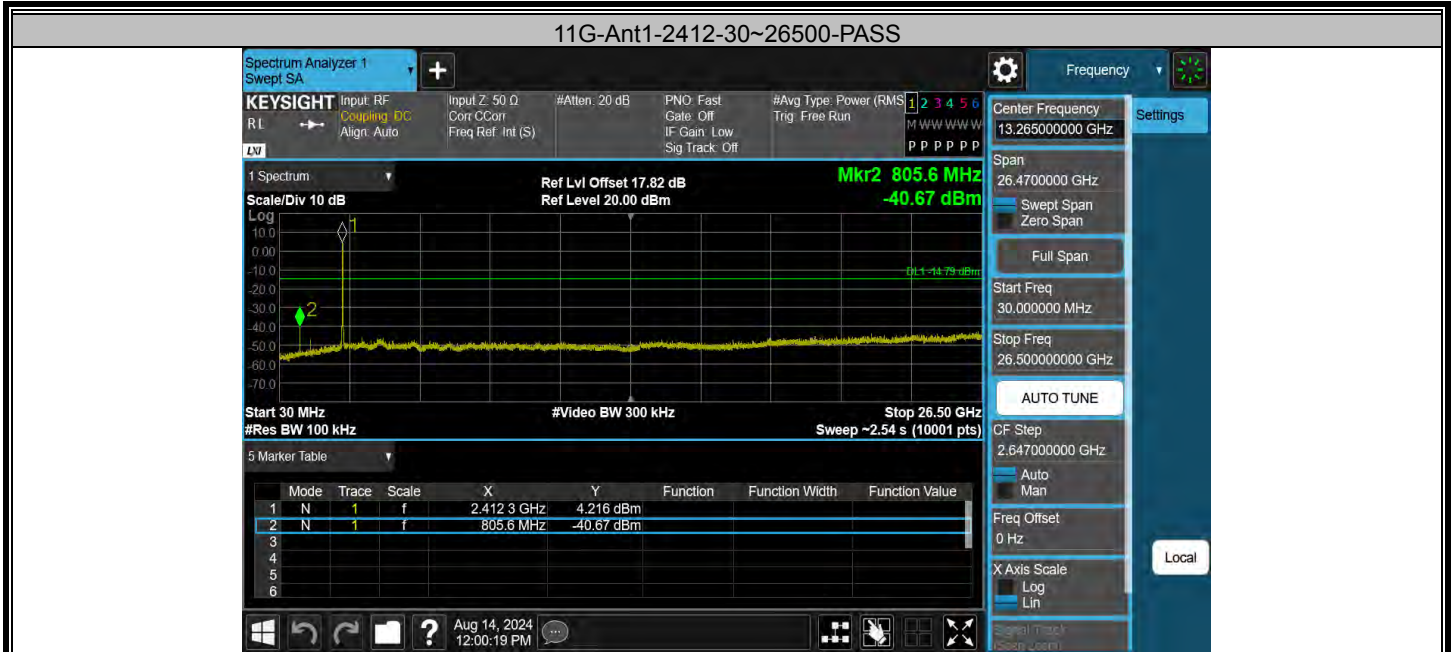 11G-Ant1-2412-30~26500-PASS
Spectrum Analyzer 1
Swept SA
+
Frequency
KEYSIGHT
RL
LXI
Input: RF
Coupling: DC
Align: Auto
Input Z: 50 Ω
Corr CCorr
Freq Ref: Int (S)
#Atten: 20 dB
PNO: Fast
Gate: Off
IF Gain: Low
Sig Track: Off
#Avg Type: Power (RMS
Trig: Free Run
1 2 3 4 5 6
M W W W W W
P P P P P P
1 Spectrum
Scale/Div 10 dB
Ref Lvl Offset 17.82 dB
Ref Level 20.00 dBm
Mkr2 805.6 MHz
-40.67 dBm
Log
10.0
0.00
-10.0
-20.0
-30.0
-40.0
-50.0
-60.0
-70.0
1
2
DL1 -14.79 dBm
Start 30 MHz
#Res BW 100 kHz
#Video BW 300 kHz
Stop 26.50 GHz
Sweep ~2.54 s (10001 pts)
5 Marker Table
Mode Trace Scale X Y Function Function Width Function Value
1 N 1 f 2.412 3 GHz 4.216 dBm
2 N 1 f 805.6 MHz -40.67 dBm
3
4
5
6
Aug 14, 2024
12:00:19 PM
Center Frequency
13.265000000 GHz
Settings
Span
26.4700000 GHz
Swept Span
Zero Span
Full Span
Start Freq
30.000000 MHz
Stop Freq
26.500000000 GHz
AUTO TUNE
CF Step
2.647000000 GHz
Auto
Man
Freq Offset
0 Hz
X Axis Scale
Log
Lin
Local
Signal Track
(Span Zoom)